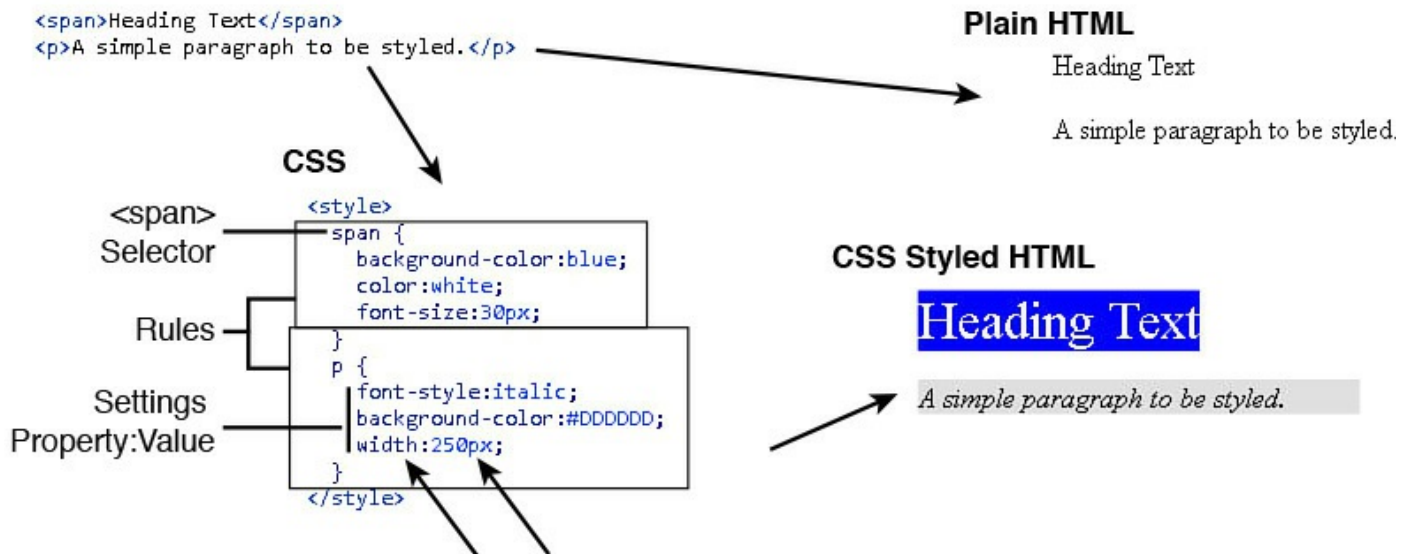 <span>Heading Text</span>
<p>A simple paragraph to be styled.</p>
Plain HTML
Heading Text
A simple paragraph to be styled.
CSS
<style>
<span>
Selector
span {
background-color:blue;
color:white;
font-size:30px;
}
Rules
p {
font-style:italic;
background-color:#DDDDDD;
width:250px;
}
</style>
Settings
Property:Value
CSS Styled HTML
Heading Text
A simple paragraph to be styled.